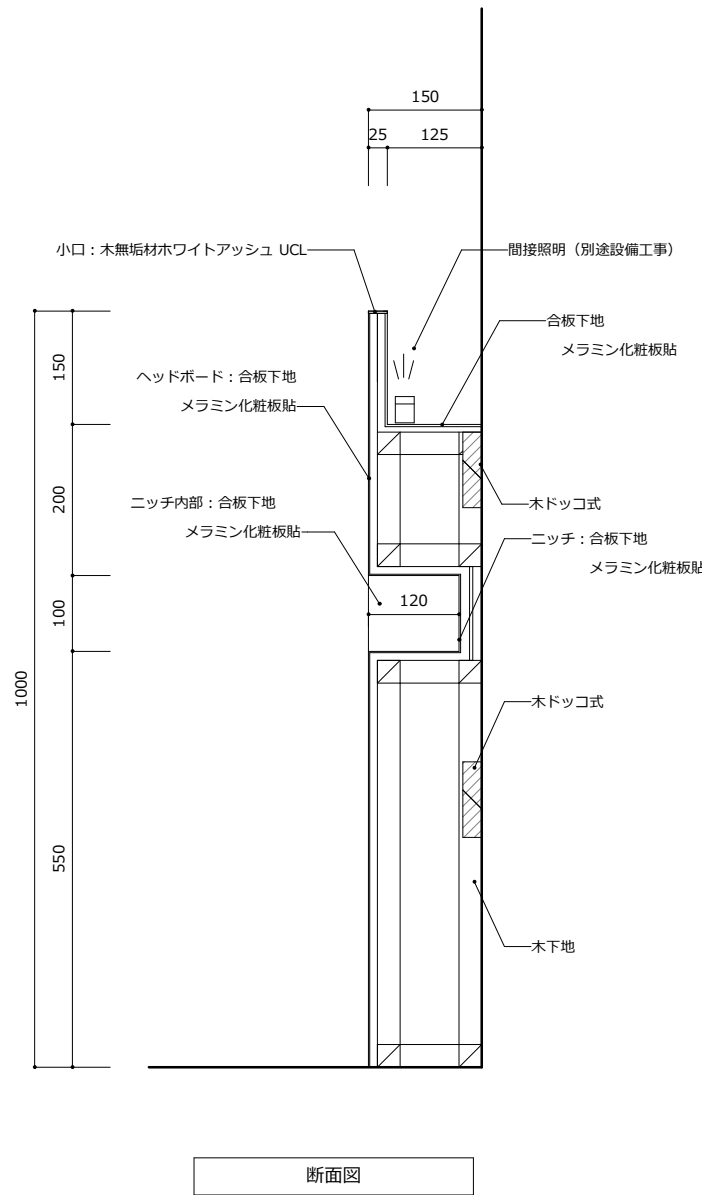 150
25
125
小口：木無垢材ホワイトアッシュ UCL
間接照明（別途設備工事）
合板下地
メラミン化粧板貼
150
ヘッドボード：合板下地
メラミン化粧板貼
200
ニッチ内部：合板下地
メラミン化粧板貼
木ドッコ式
ニッチ：合板下地
メラミン化粧板貼
100
120
1000
木ドッコ式
550
木下地
断面図